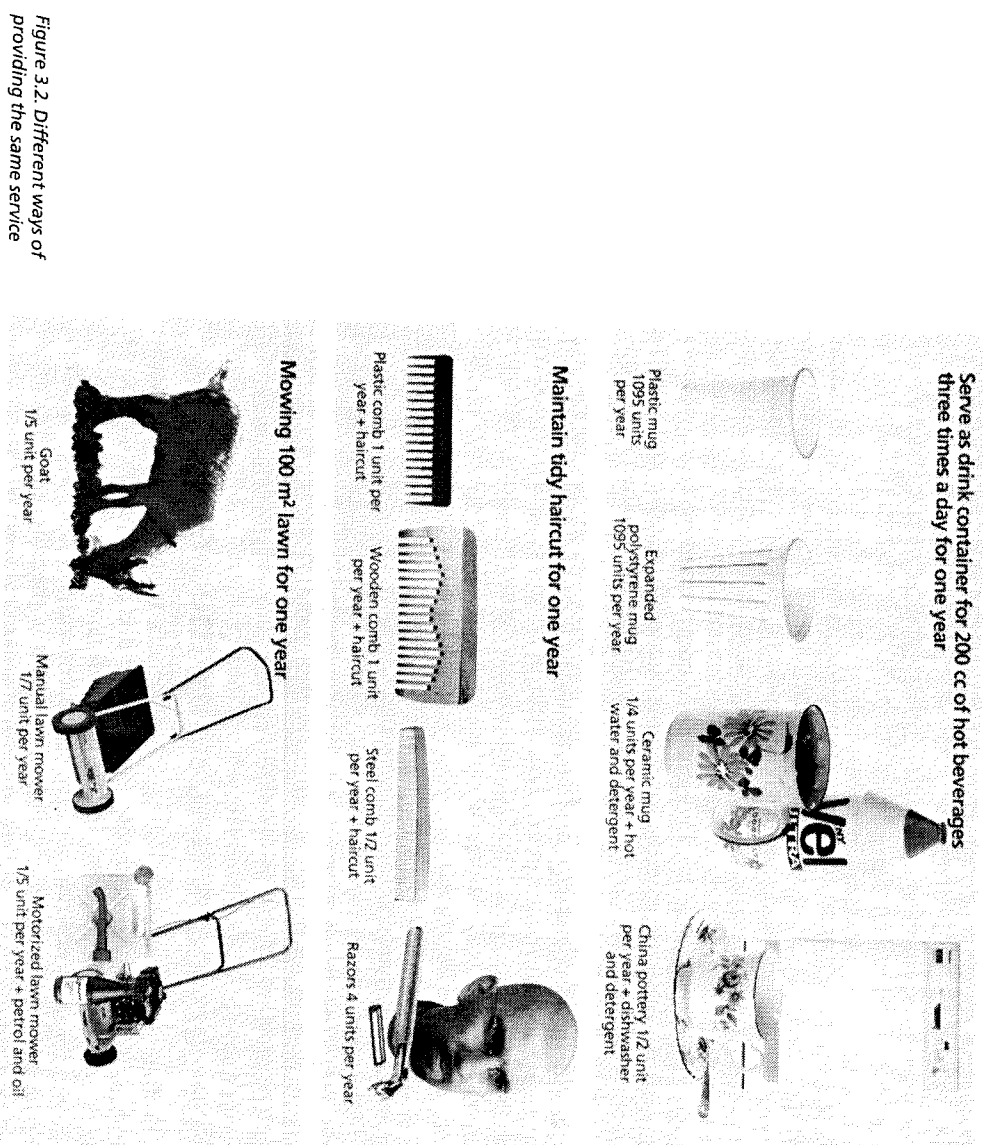 Serve as drink container for 200 cc of hot beverages
three times a day for one year
Plastic mug
1095 units
per year
Expanded
polystyrene mug
1095 units per year
NY
Yel
ULTRA
Ceramic mug
1/4 units per year + hot
water and detergent
China pottery 1/2 unit
per year + dishwasher
and detergent
Maintain tidy haircut for one year
Plastic comb 1 unit per
year + haircut
Wooden comb 1 unit
per year + haircut
Steel comb 1/2 unit
per year + haircut
Razors 4 units per year
Mowing 100 m² lawn for one year
Goat
1/5 unit per year
Manual lawn mower
1/7 unit per year
Motorized lawn mower
1/5 unit per year + petrol and oil
Figure 3.2. Different ways of
providing the same service